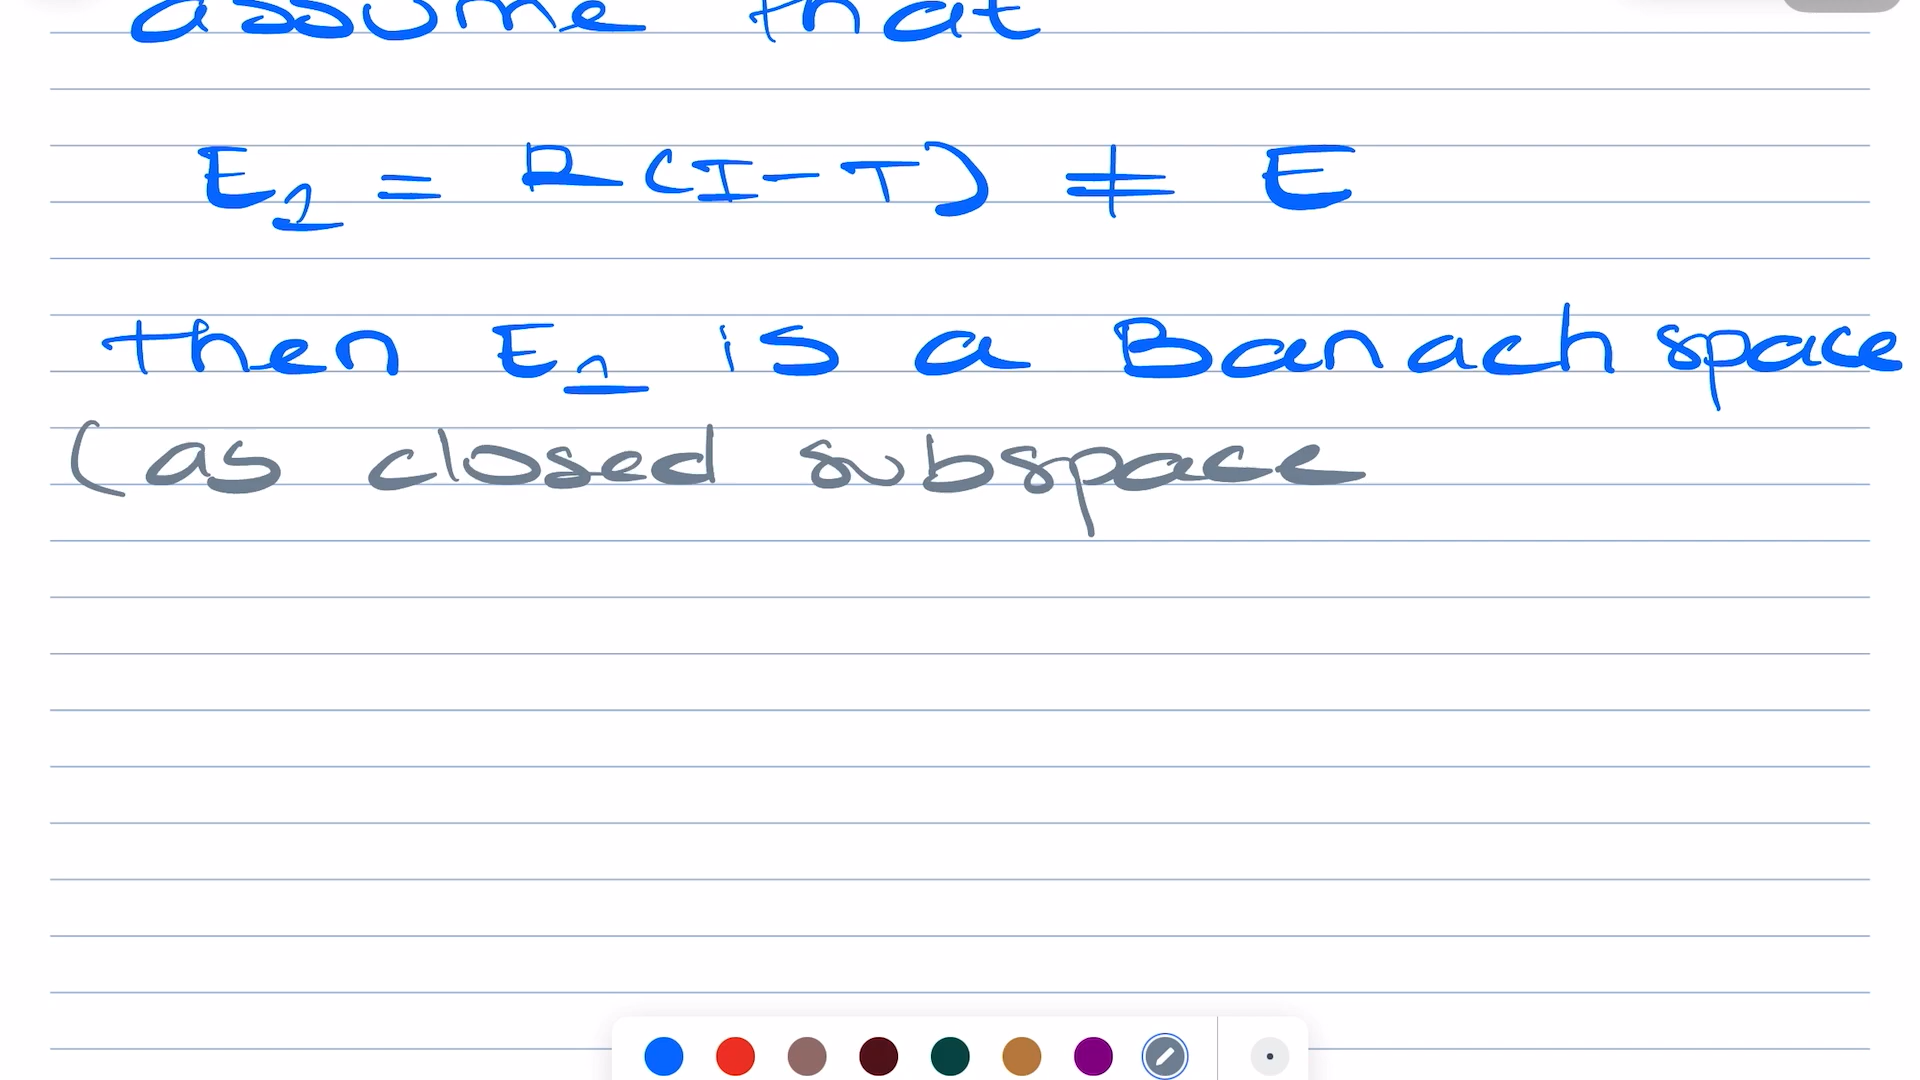 assume that
E₁ = R(I-T) ≠ E
then E₁ is a Banach space
(as closed subspace